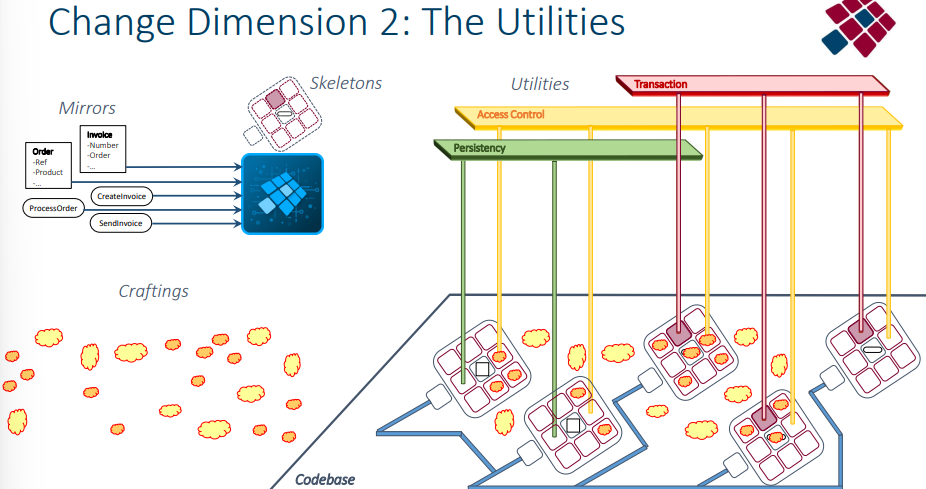 Change Dimension 2: The Utilities
Skeletons
Utilities
Transaction
Mirrors
Access Control
Invoice
-Number
-Order
-...
Persistency
Order
-Ref
-Product
-...
CreateInvoice
ProcessOrder
SendInvoice
Craftings
Codebase